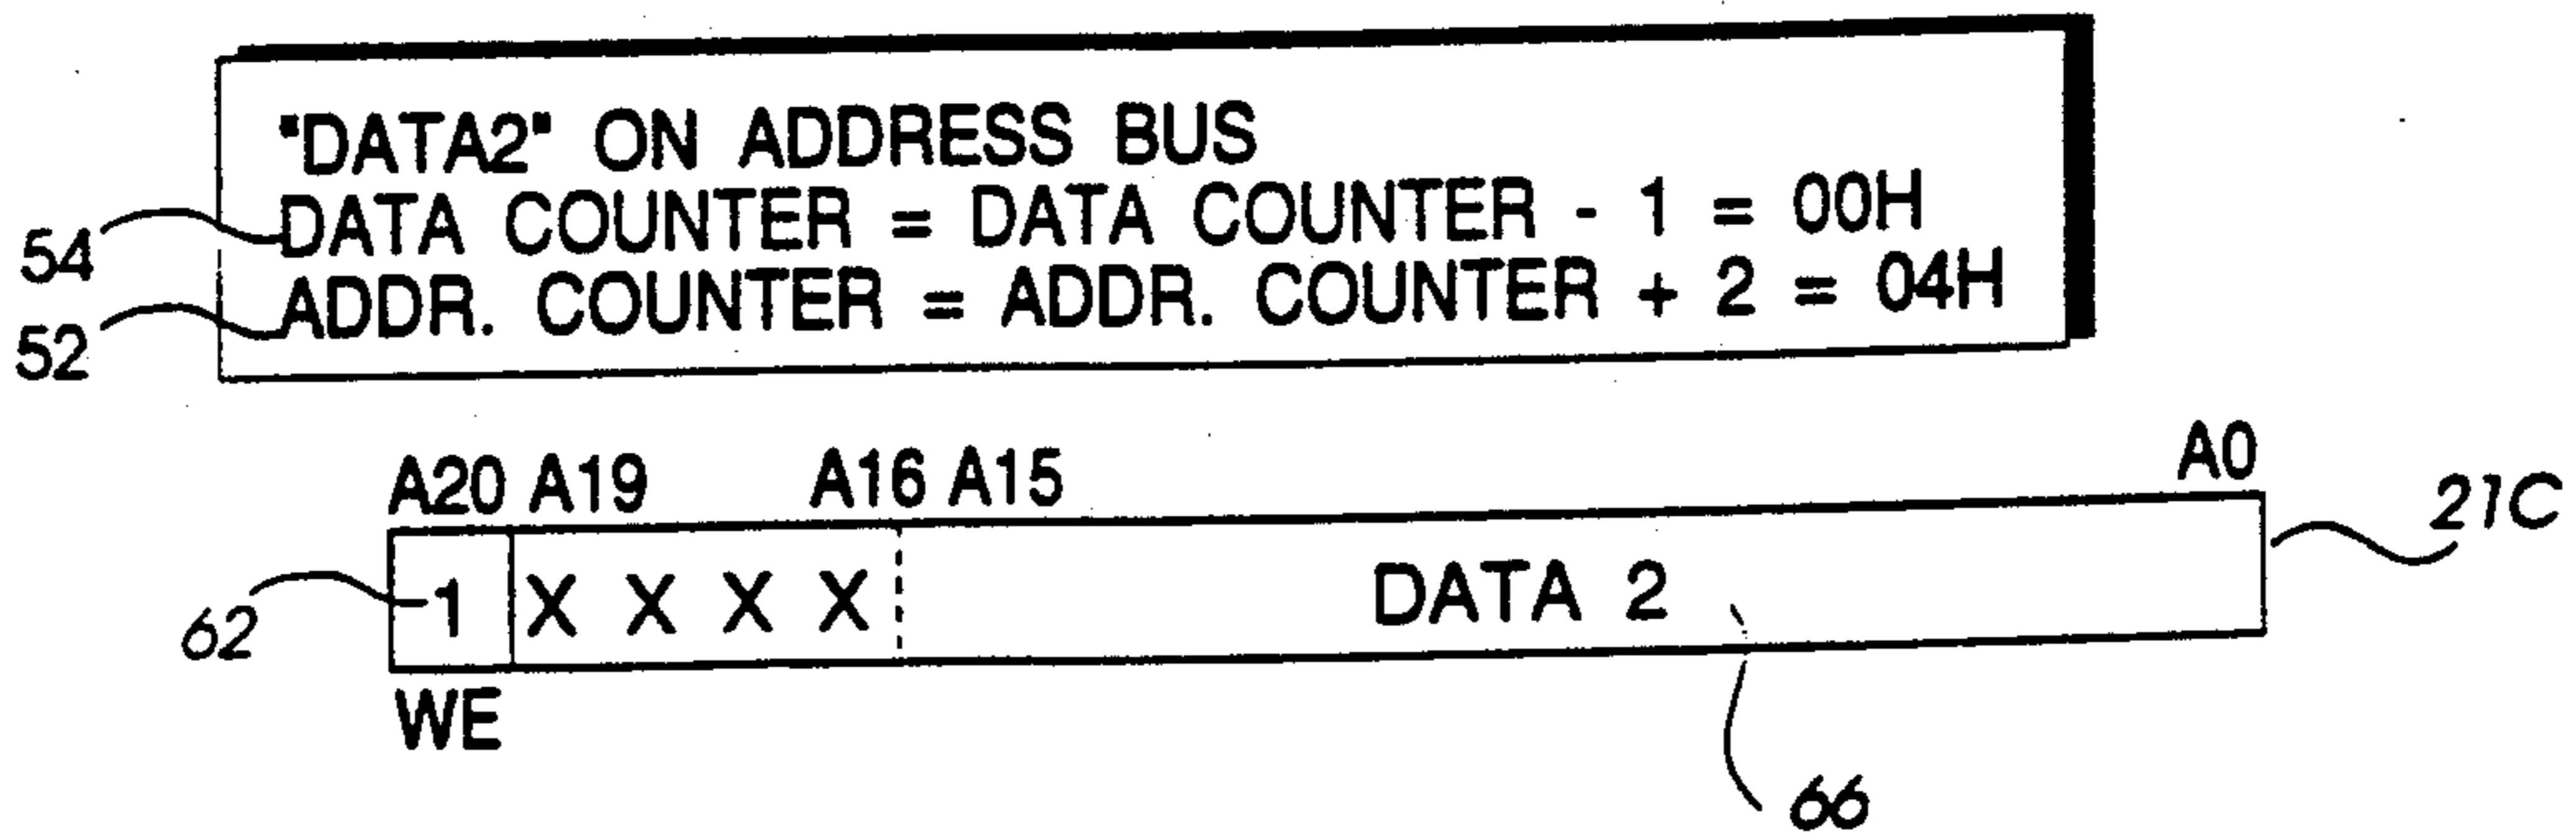 "DATA2" ON ADDRESS BUS
54 DATA COUNTER = DATA COUNTER - 1 = 00H
52 ADDR. COUNTER = ADDR. COUNTER + 2 = 04H
A20 A19 A16 A15 A0
21C
62 1 X X X X DATA 2
WE
66